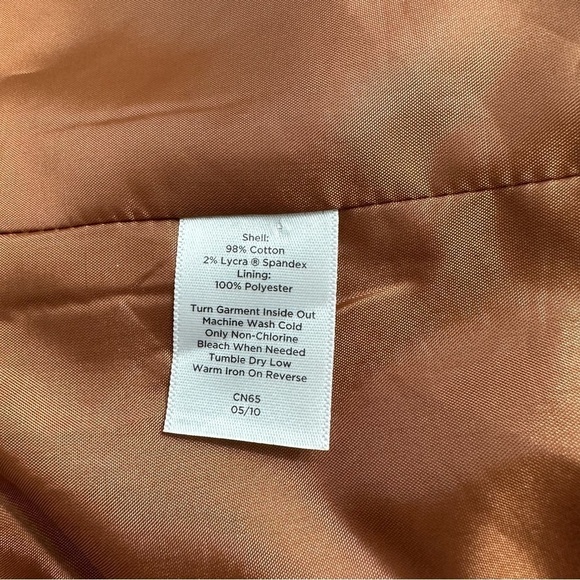 Shell:
98% Cotton
2% Lycra ® Spandex
Lining:
100% Polyester
Turn Garment Inside Out
Machine Wash Cold
Only Non-Chlorine
Bleach When Needed
Tumble Dry Low
Warm Iron On Reverse
CN65
05/10